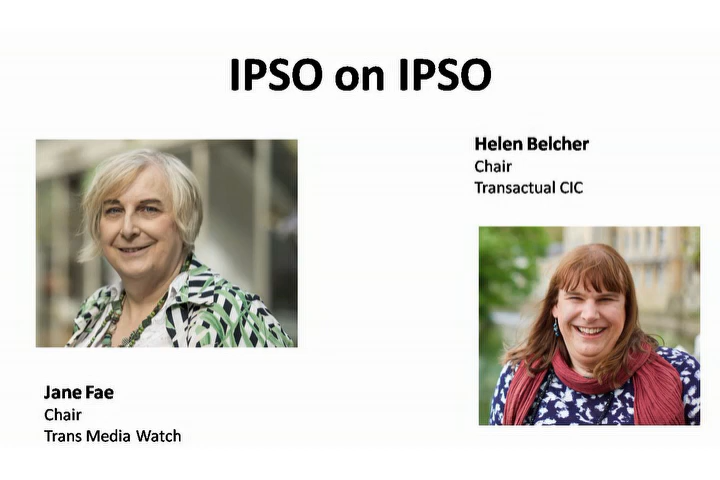 IPSO on IPSO
Helen Belcher
Chair
Transactual CIC
Jane Fae
Chair
Trans Media Watch